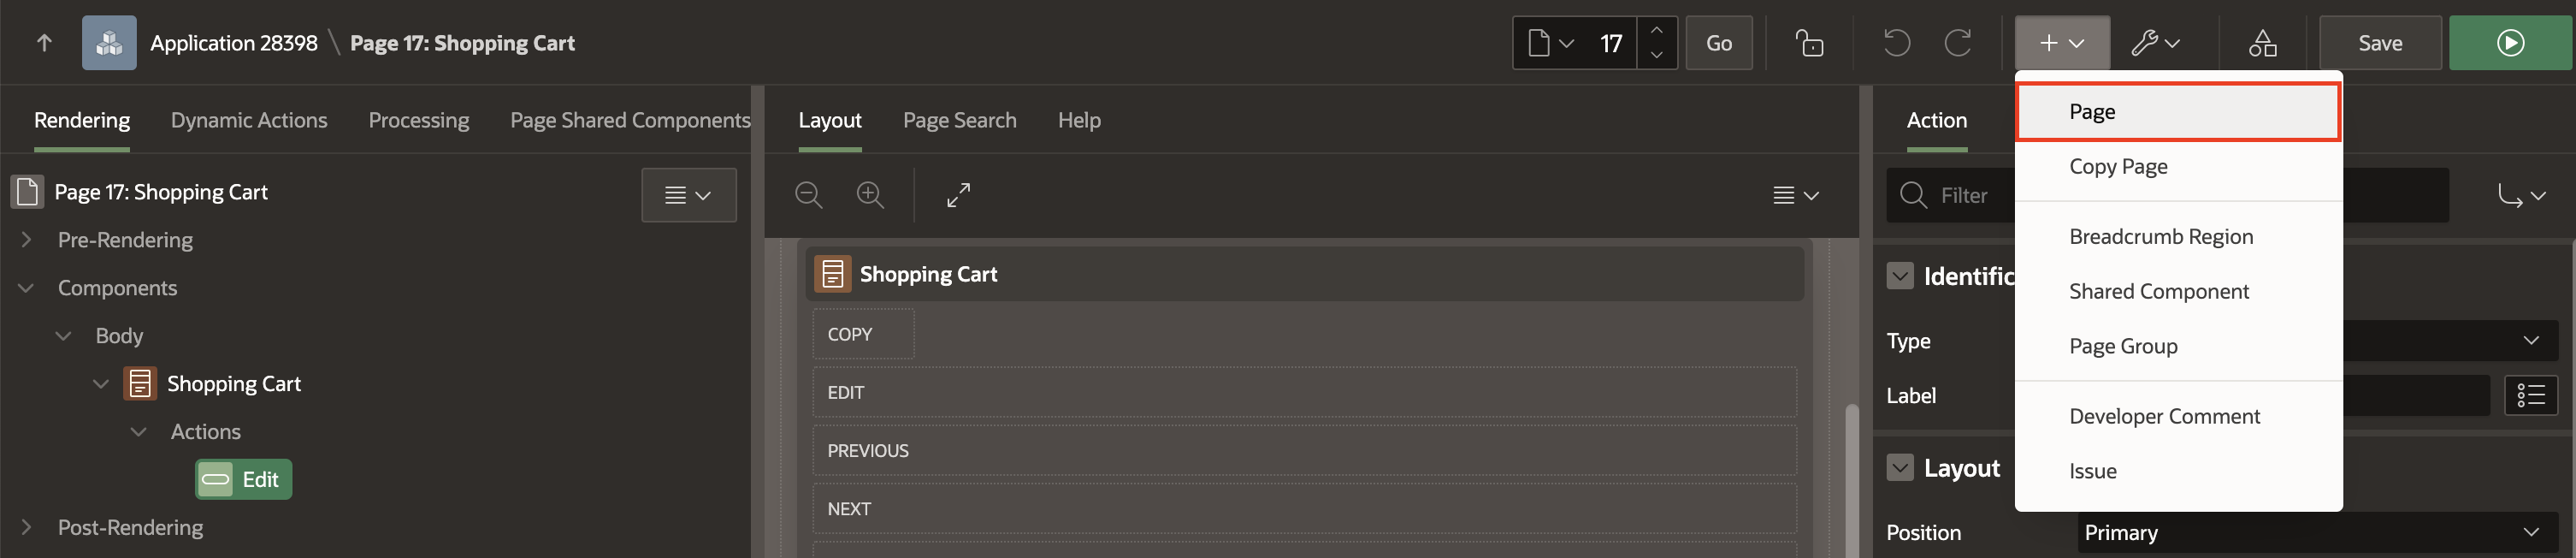 Application 28398 \ Page 17: Shopping Cart
17
Go
Save
Rendering
Dynamic Actions
Processing
Page Shared Components
Layout
Page Search
Help
Action
Page
Copy Page
Breadcrumb Region
Shared Component
Page Group
Developer Comment
Issue
Page 17: Shopping Cart
Pre-Rendering
Components
Body
Shopping Cart
Actions
Edit
Post-Rendering
Shopping Cart
COPY
EDIT
PREVIOUS
NEXT
Filter
Identific
Type
Label
Layout
Position
Primary